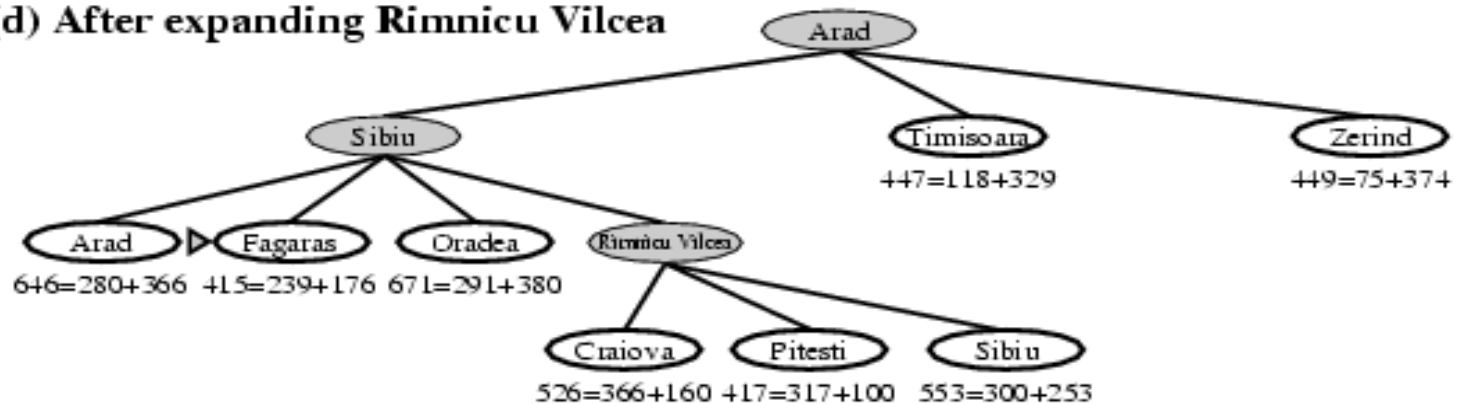 d) After expanding Rimnicu Vilcea
Arad
Sibiu
Timisoara
Zerind
447=118+329
449=75+374
Arad
Fagaras
Oradea
Rimnicu Vilcea
646=280+366
415=239+176
671=291+380
Craiova
Pitesti
Sibiu
526=366+160
417=317+100
553=300+253